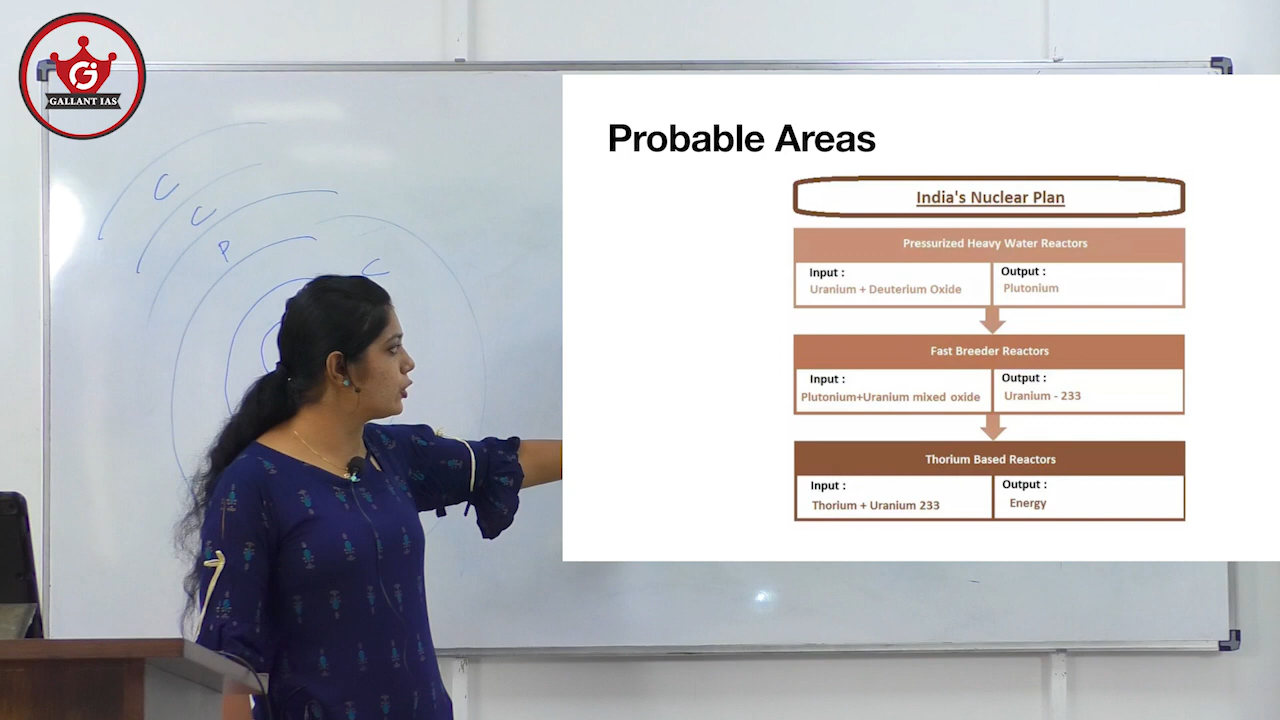 GALLANT IAS
C
C
P
C
Probable Areas
India's Nuclear Plan
Pressurized Heavy Water Reactors
Input :
Uranium + Deuterium Oxide
Output :
Plutonium
Fast Breeder Reactors
Input :
Plutonium+Uranium mixed oxide
Output :
Uranium - 233
Thorium Based Reactors
Input :
Thorium + Uranium 233
Output :
Energy